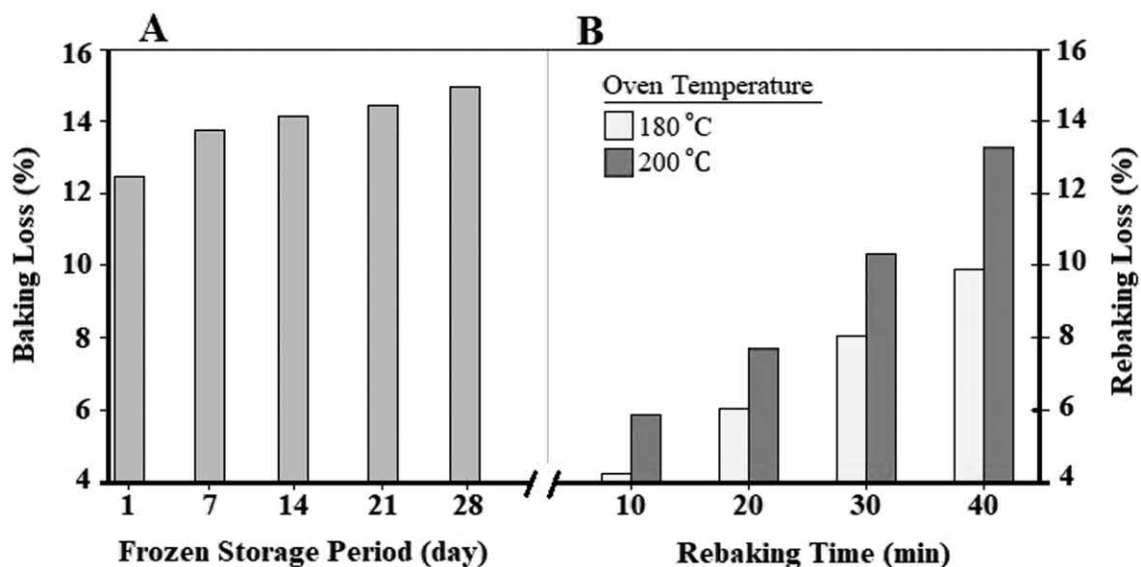 A
B
16
14
12
10
8
6
4
Baking Loss (%)
1 7 14 21 28
Frozen Storage Period (day)
Oven Temperature
180 °C
200 °C
10 20 30 40
Rebaking Time (min)
16
14
12
10
8
6
4
Rebaking Loss (%)